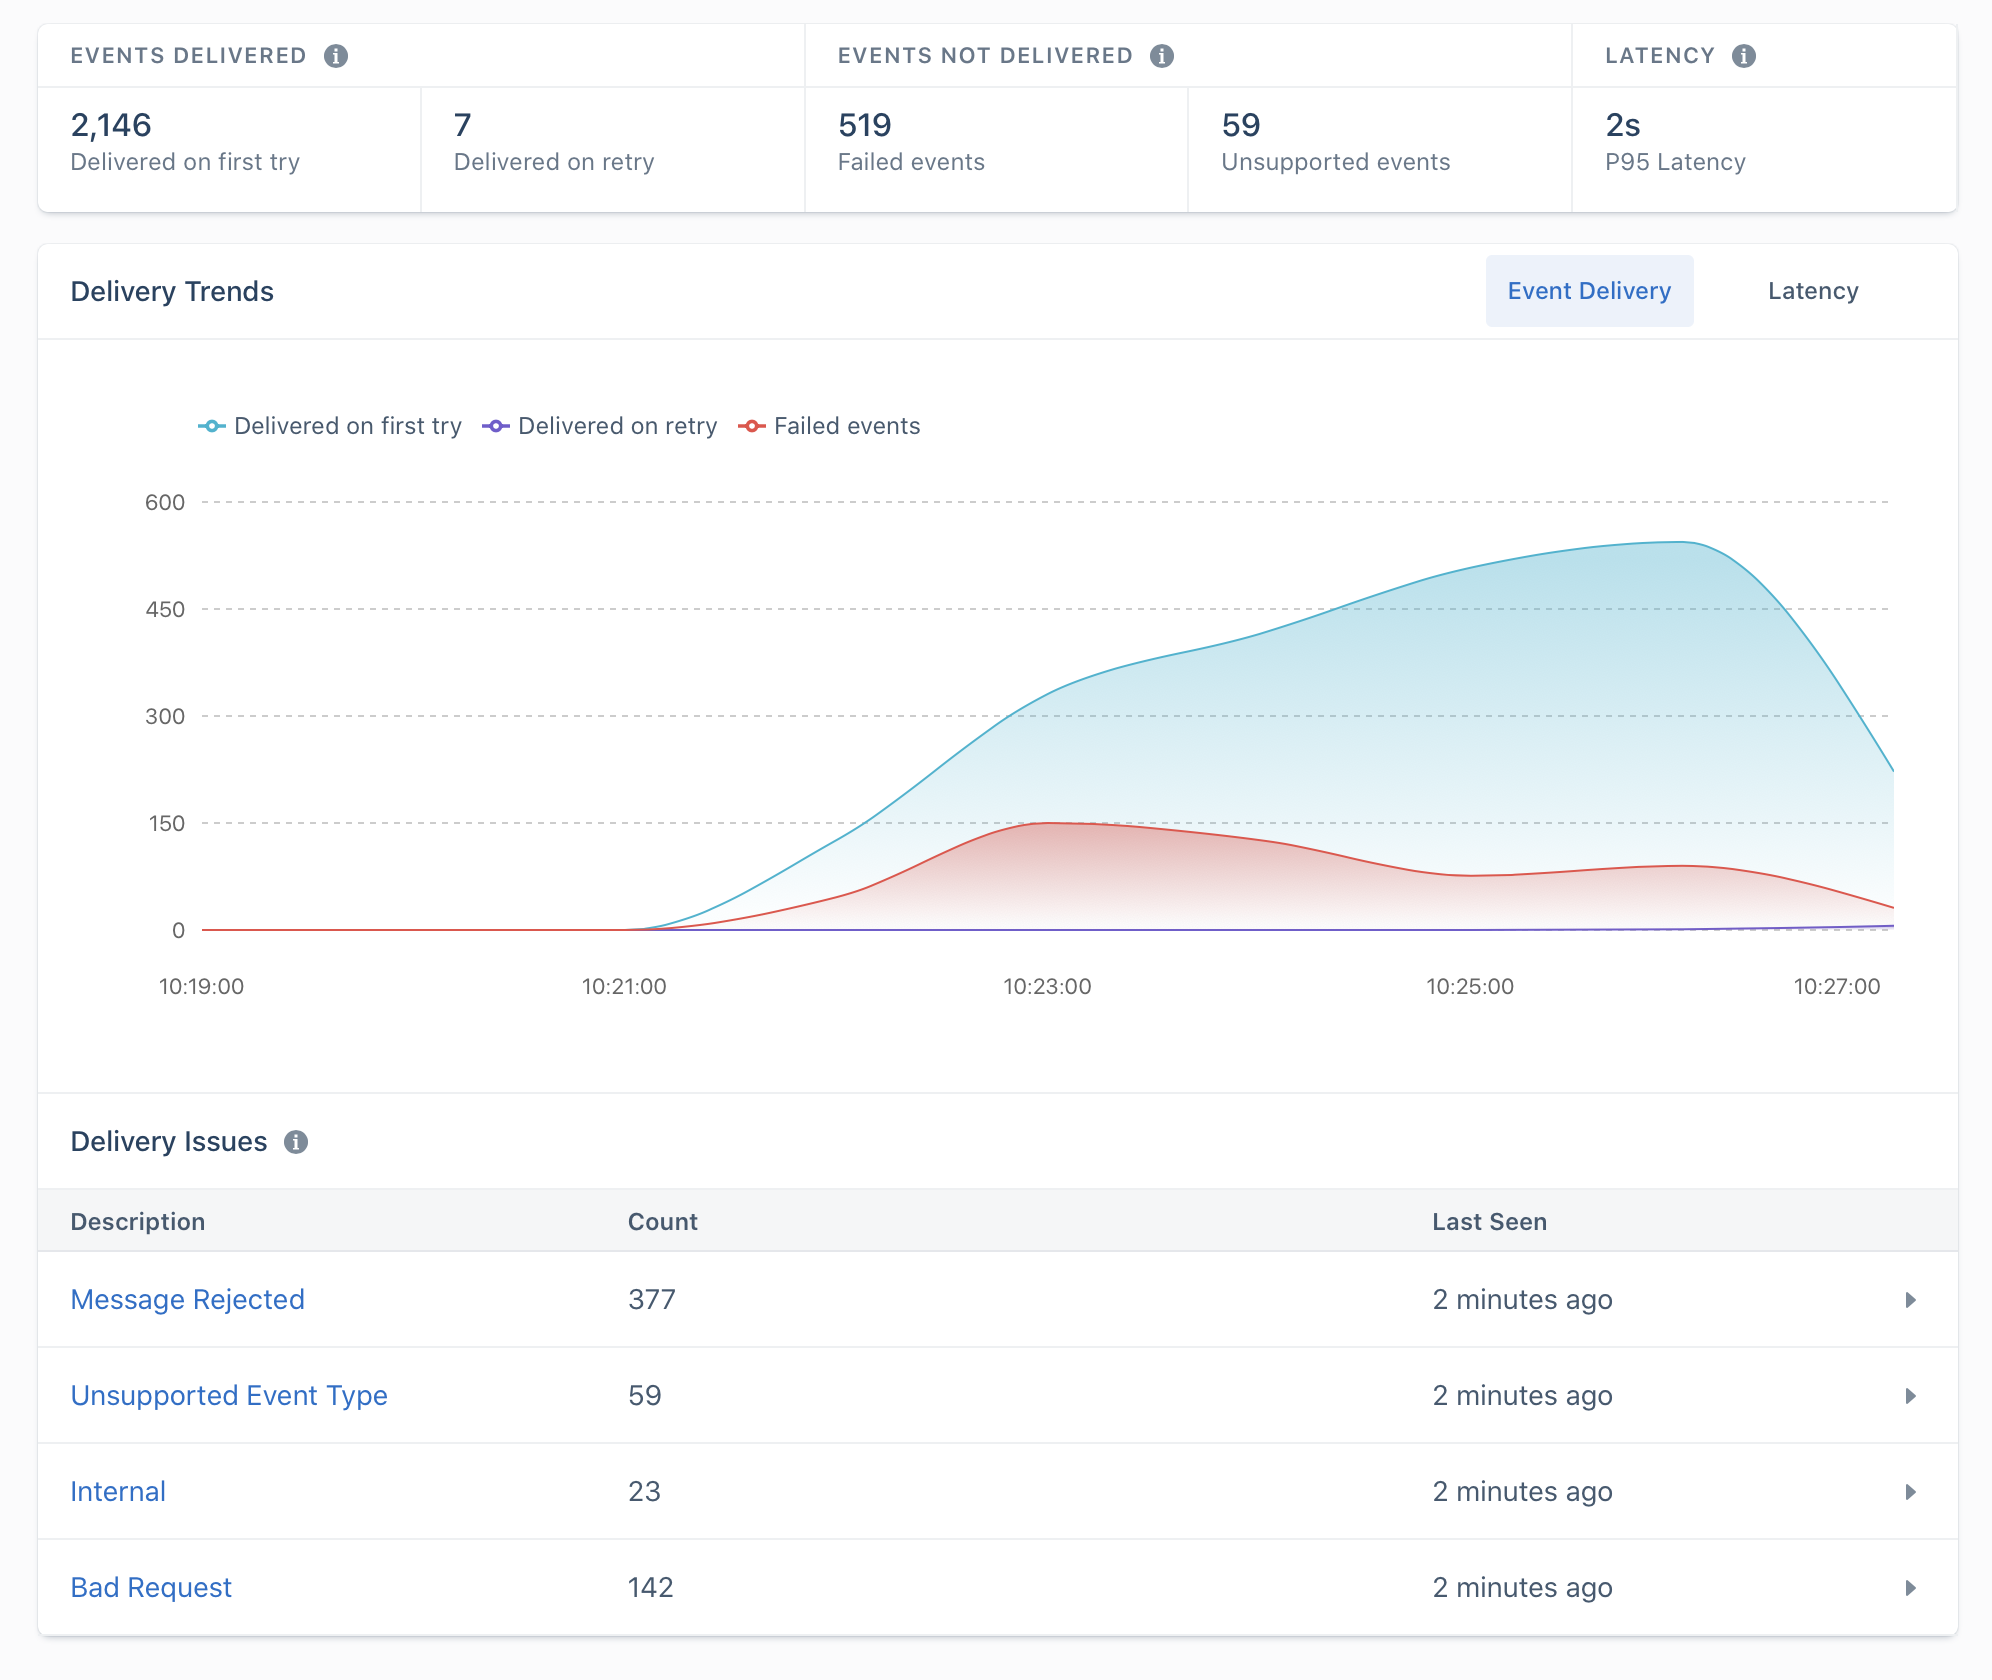 EVENTS DELIVERED
EVENTS NOT DELIVERED
LATENCY
2,146
Delivered on first try
7
Delivered on retry
519
Failed events
59
Unsupported events
2s
P95 Latency
Delivery Trends
Event Delivery
Latency
Delivered on first try
Delivered on retry
Failed events
600
450
300
150
0
10:19:00
10:21:00
10:23:00
10:25:00
10:27:00
Delivery Issues
Description Count Last Seen
Message Rejected 377 2 minutes ago
Unsupported Event Type 59 2 minutes ago
Internal 23 2 minutes ago
Bad Request 142 2 minutes ago